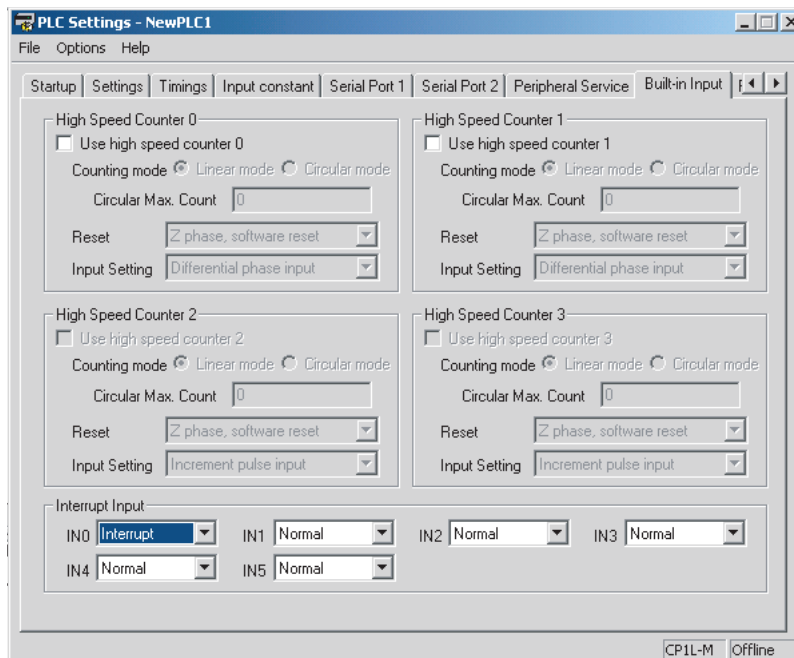 PLC Settings - NewPLC1
File Options Help
Startup Settings Timings Input constant Serial Port 1 Serial Port 2 Peripheral Service Built-in Input
High Speed Counter 0
Use high speed counter 0
Counting mode Linear mode Circular mode
Circular Max. Count 0
Reset Z phase, software reset
Input Setting Differential phase input
High Speed Counter 1
Use high speed counter 1
Counting mode Linear mode Circular mode
Circular Max. Count 0
Reset Z phase, software reset
Input Setting Differential phase input
High Speed Counter 2
Use high speed counter 2
Counting mode Linear mode Circular mode
Circular Max. Count 0
Reset Z phase, software reset
Input Setting Increment pulse input
High Speed Counter 3
Use high speed counter 3
Counting mode Linear mode Circular mode
Circular Max. Count 0
Reset Z phase, software reset
Input Setting Increment pulse input
Interrupt Input
IN0 Interrupt IN1 Normal IN2 Normal IN3 Normal
IN4 Normal IN5 Normal
CP1L-M Offline